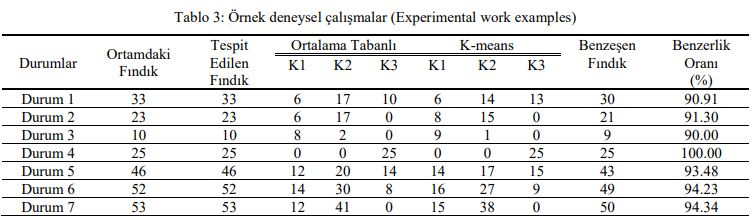 Tablo 3: Örnek deneysel çalışmalar (Experimental work examples)
Durumlar Ortamdaki Fındık Tespit Edilen Fındık Ortalama Tabanlı K-means Benzeşen Fındık Benzerlik Oranı (%)
K1 K2 K3 K1 K2 K3
Durum 1 33 33 6 17 10 6 14 13 30 90.91
Durum 2 23 23 6 17 0 8 15 0 21 91.30
Durum 3 10 10 8 2 0 9 1 0 9 90.00
Durum 4 25 25 0 0 25 0 0 25 25 100.00
Durum 5 46 46 12 20 14 14 17 15 43 93.48
Durum 6 52 52 14 30 8 16 27 9 49 94.23
Durum 7 53 53 12 41 0 15 38 0 50 94.34